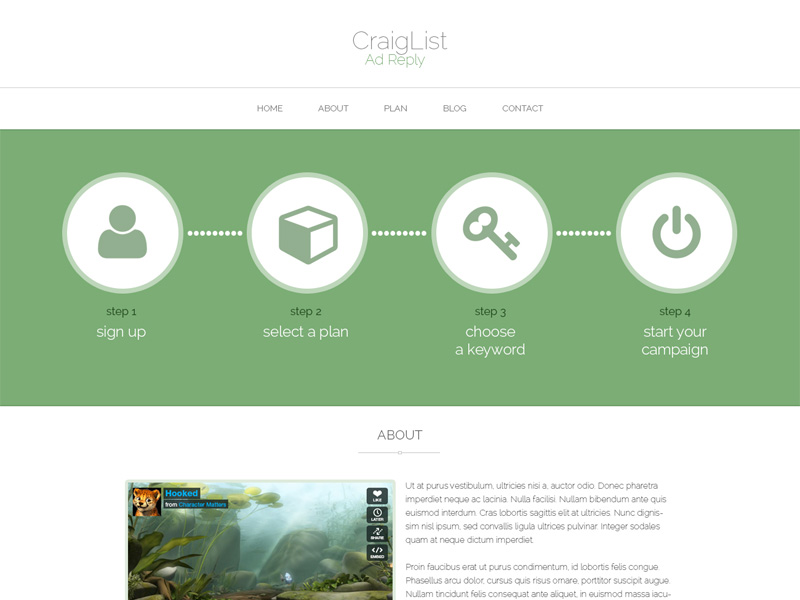 CraigList
Ad Reply
HOME ABOUT PLAN BLOG CONTACT
step 1
sign up
step 2
select a plan
step 3
choose
a keyword
step 4
start your
campaign
ABOUT
Hooked
from Character Matters
LIKE
LATER
SHARE
EMBED
Ut at purus vestibulum, ultricies nisi a, auctor odio. Donec pharetra
imperdiet neque ac lacinia. Nulla facilisi. Nullam bibendum ante quis
euismod interdum. Cras lobortis sagittis elit at ultricies. Nunc dignis-
sim nisl ipsum, sed convallis ligula ultrices pulvinar. Integer sodales
quam at neque dictum imperdiet.
Proin faucibus erat ut purus condimentum, id lobortis felis congue.
Phasellus arcu dolor, cursus quis risus ornare, porttitor suscipit augue.
Nullam tincidunt felis consequat ante aliquet, in euismod massa iacu-